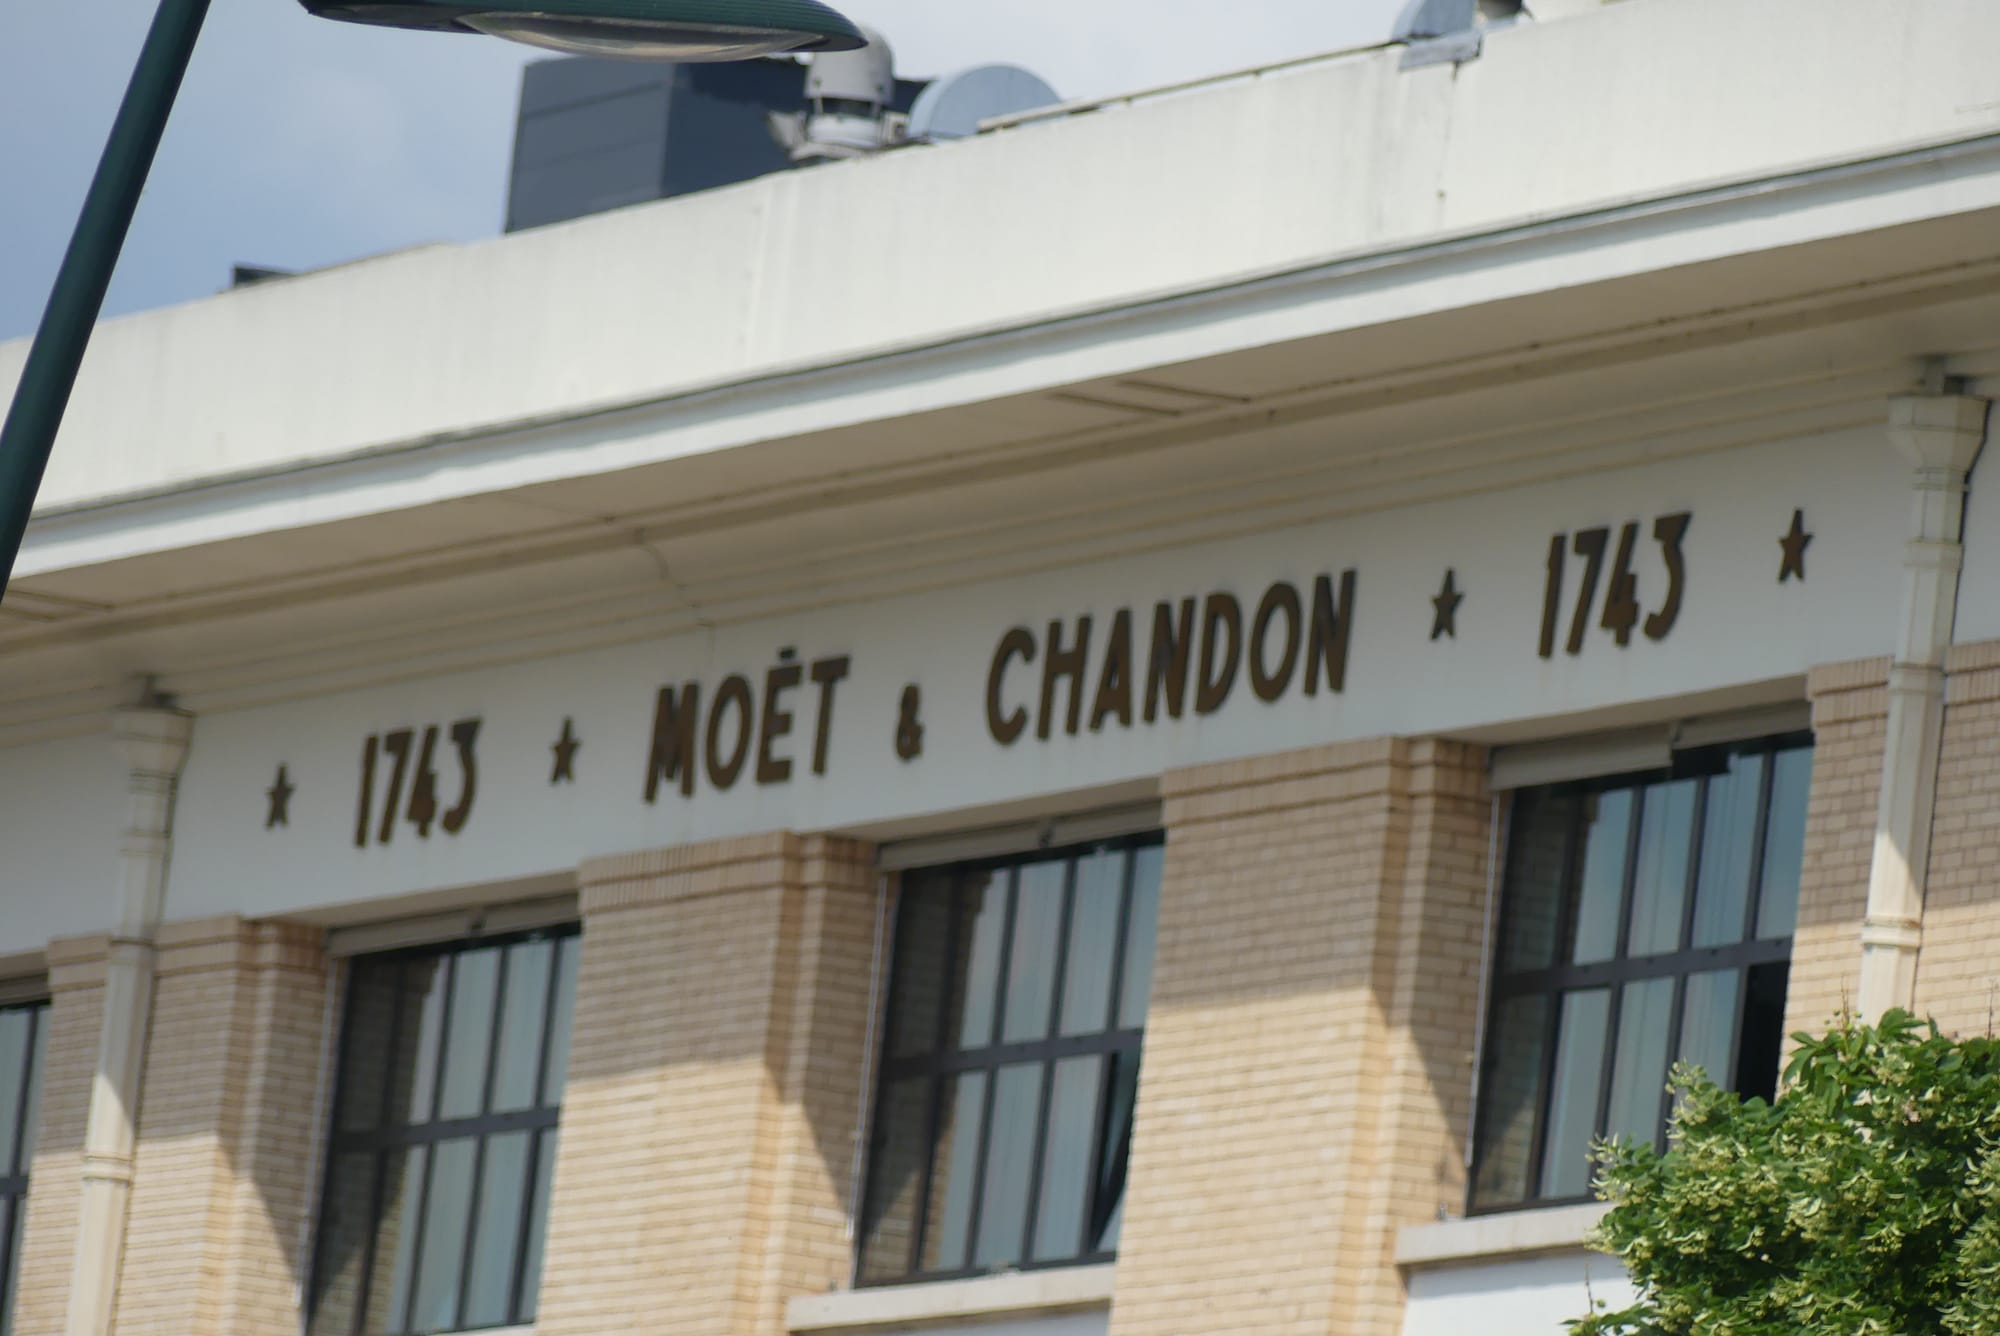 ★ 1743 ★ MOËT & CHANDON ★ 1743 ★